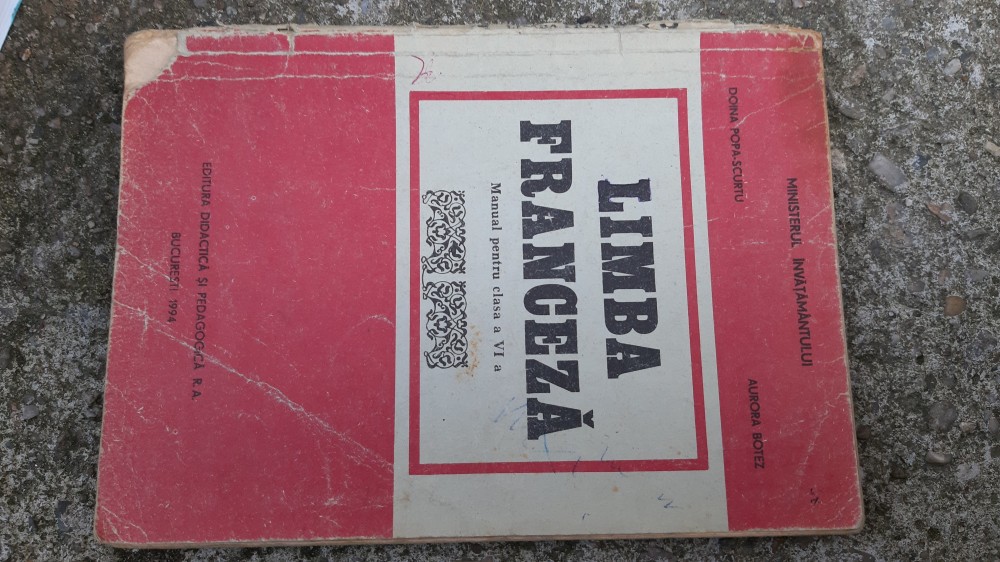 MINISTERUL ÎNVĂȚĂMÂNTULUI
DOINA POPA-SCURTU AURORA BOTEZ
LIMBA
FRANCEZĂ
Manual pentru clasa a VI a
EDITURA DIDACTICĂ ȘI PEDAGOGICĂ R.A.
BUCUREȘTI 1994